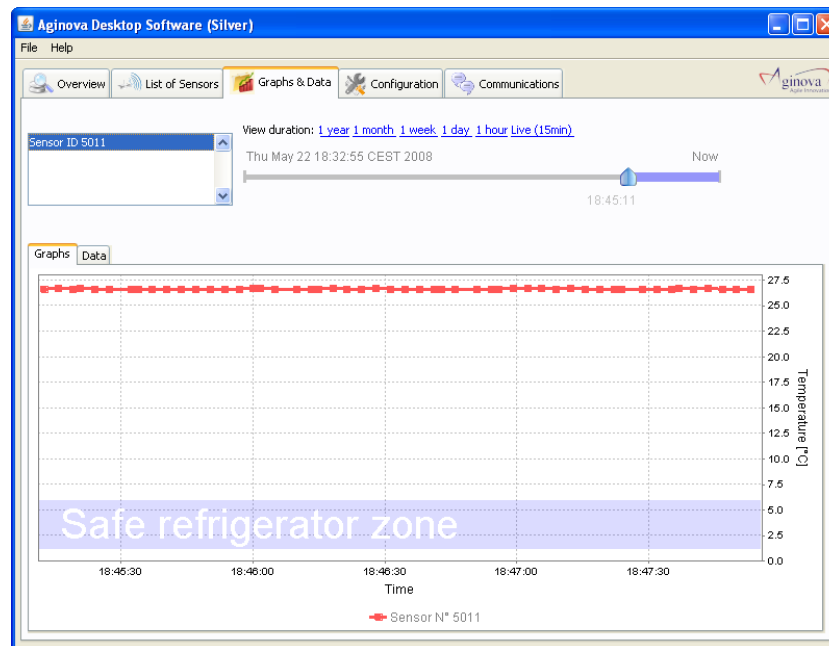 Aginova Desktop Software (Silver)
File Help
Overview List of Sensors Graphs & Data Configuration Communications
Aginova
Agile Innovation
View duration: 1 year 1 month 1 week 1 day 1 hour Live (15min)
Sensor ID 5011
Thu May 22 18:32:55 CEST 2008 Now
18:45:11
Graphs Data
27.5
25.0
22.5
20.0
17.5
15.0
12.5
10.0
7.5
5.0
2.5
0.0
Temperature [°C]
Safe refrigerator zone
18:45:30 18:46:00 18:46:30 18:47:00 18:47:30
Time
Sensor N° 5011